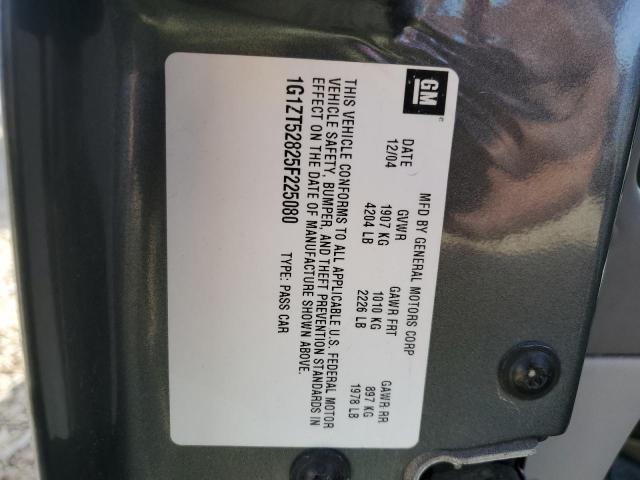 GM
®
MFD BY GENERAL MOTORS CORP
DATE GVWR GAWR FRT GAWR RR
12/04 1907 KG 1010 KG 897 KG
4204 LB 2226 LB 1978 LB
THIS VEHICLE CONFORMS TO ALL APPLICABLE U.S. FEDERAL MOTOR
VEHICLE SAFETY, BUMPER, AND THEFT PREVENTION STANDARDS IN
EFFECT ON THE DATE OF MANUFACTURE SHOWN ABOVE.
1G1ZT52825F225080 TYPE: PASS CAR